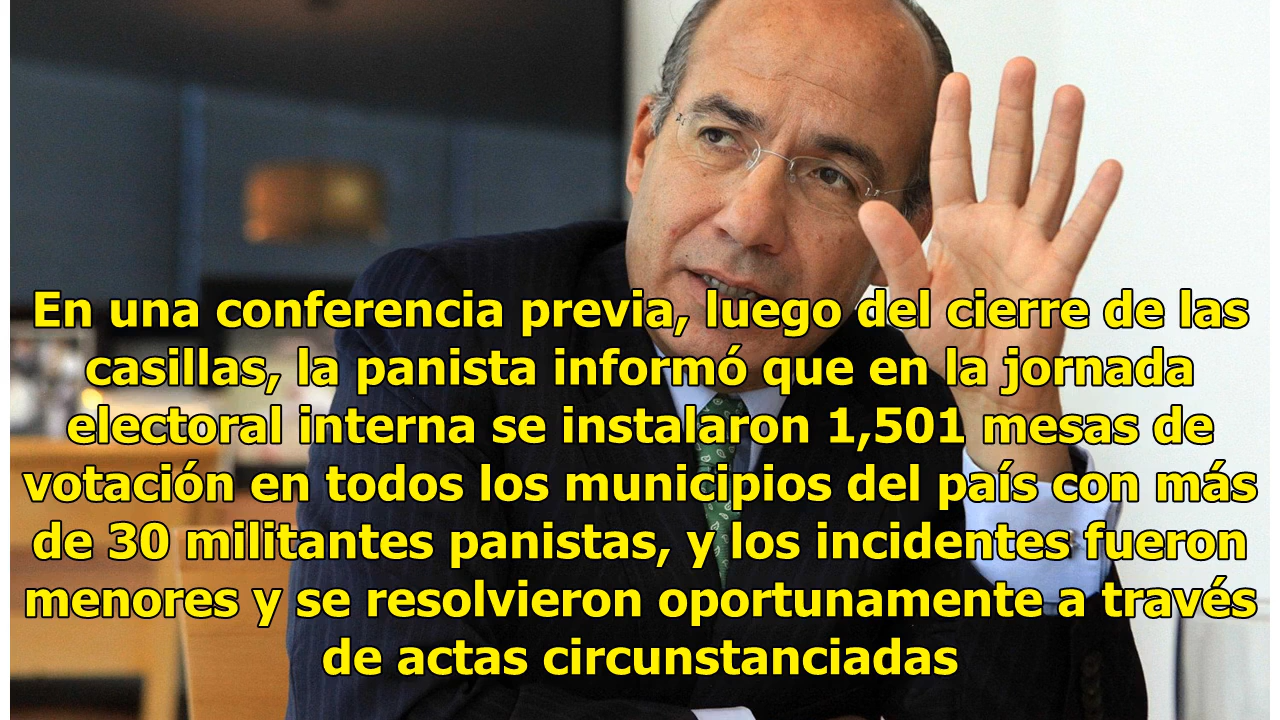 En una conferencia previa, luego del cierre de las
casillas, la panista informó que en la jornada
electoral interna se instalaron 1,501 mesas de
votación en todos los municipios del país con más
de 30 militantes panistas, y los incidentes fueron
menores y se resolvieron oportunamente a través
de actas circunstanciadas